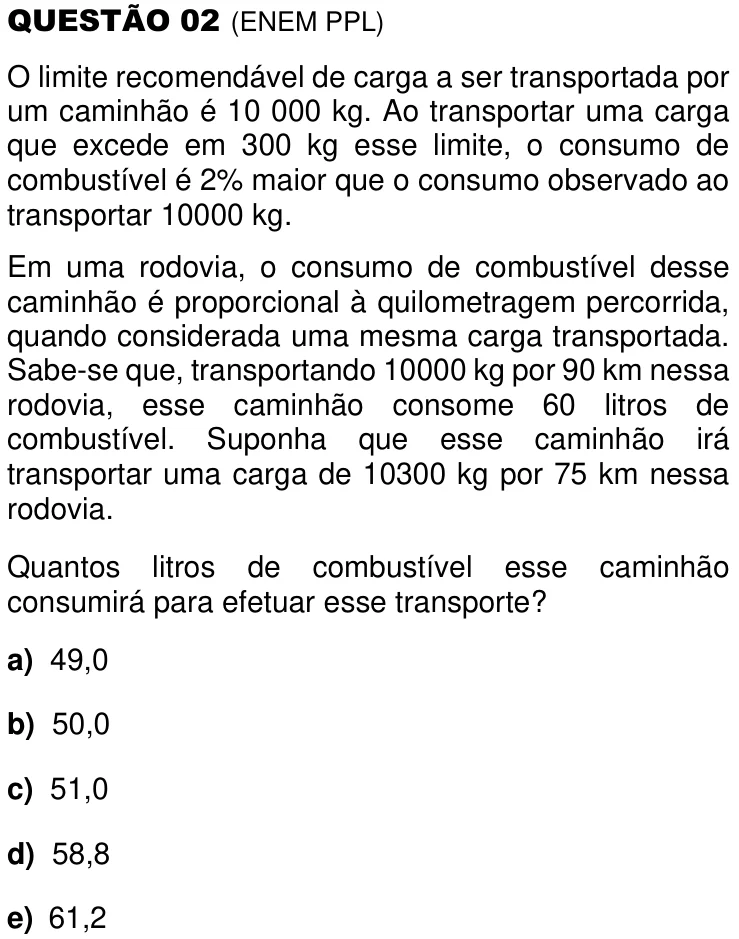 QUESTÃO 02 (ENEM PPL)
O limite recomendável de carga a ser transportada por
um caminhão é 10 000 kg. Ao transportar uma carga
que excede em 300 kg esse limite, o consumo de
combustível é 2% maior que o consumo observado ao
transportar 10000 kg.
Em uma rodovia, o consumo de combustível desse
caminhão é proporcional à quilometragem percorrida,
quando considerada uma mesma carga transportada.
Sabe-se que, transportando 10000 kg por 90 km nessa
rodovia, esse caminhão consome 60 litros de
combustível. Suponha que esse caminhão irá
transportar uma carga de 10300 kg por 75 km nessa
rodovia.
Quantos litros de combustível esse caminhão
consumirá para efetuar esse transporte?
a) 49,0
b) 50,0
c) 51,0
d) 58,8
e) 61,2